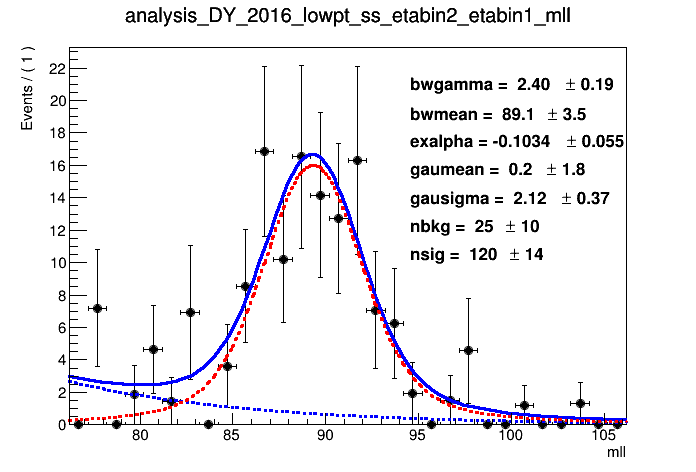 analysis_DY_2016_lowpt_ss_etabin2_etabin1_mll
Events / ( 1 )
22
20
18
16
14
12
10
8
6
4
2
0
bwgamma = 2.40 ± 0.19
bwmean = 89.1 ± 3.5
exalpha = -0.1034 ± 0.055
gaumean = 0.2 ± 1.8
gausigma = 2.12 ± 0.37
nbkg = 25 ± 10
nsig = 120 ± 14
80 85 90 95 100 105
mll